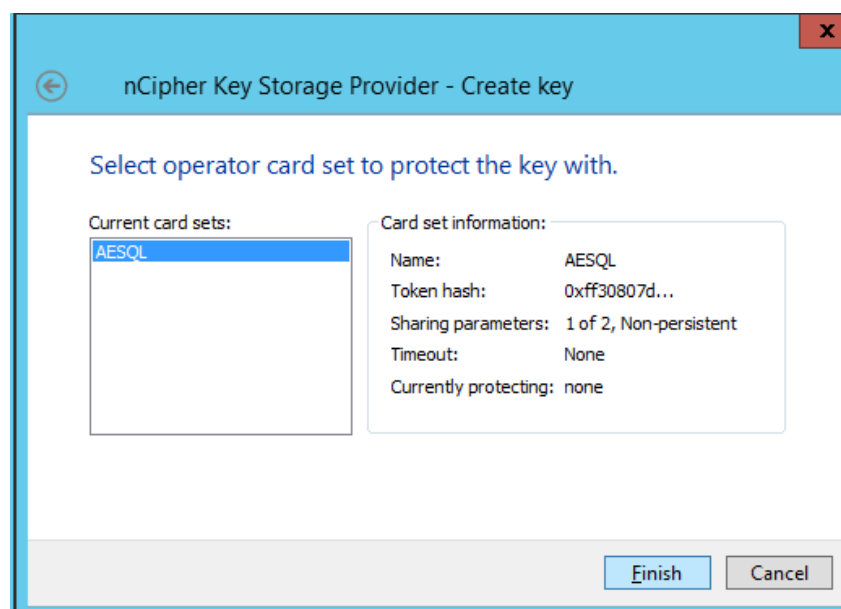 x
nCipher Key Storage Provider - Create key
Select operator card set to protect the key with.
Current card sets:
AESQL
Card set information:
Name: AESQL
Token hash: 0xff30807d...
Sharing parameters: 1 of 2, Non-persistent
Timeout: None
Currently protecting: none
Finish Cancel